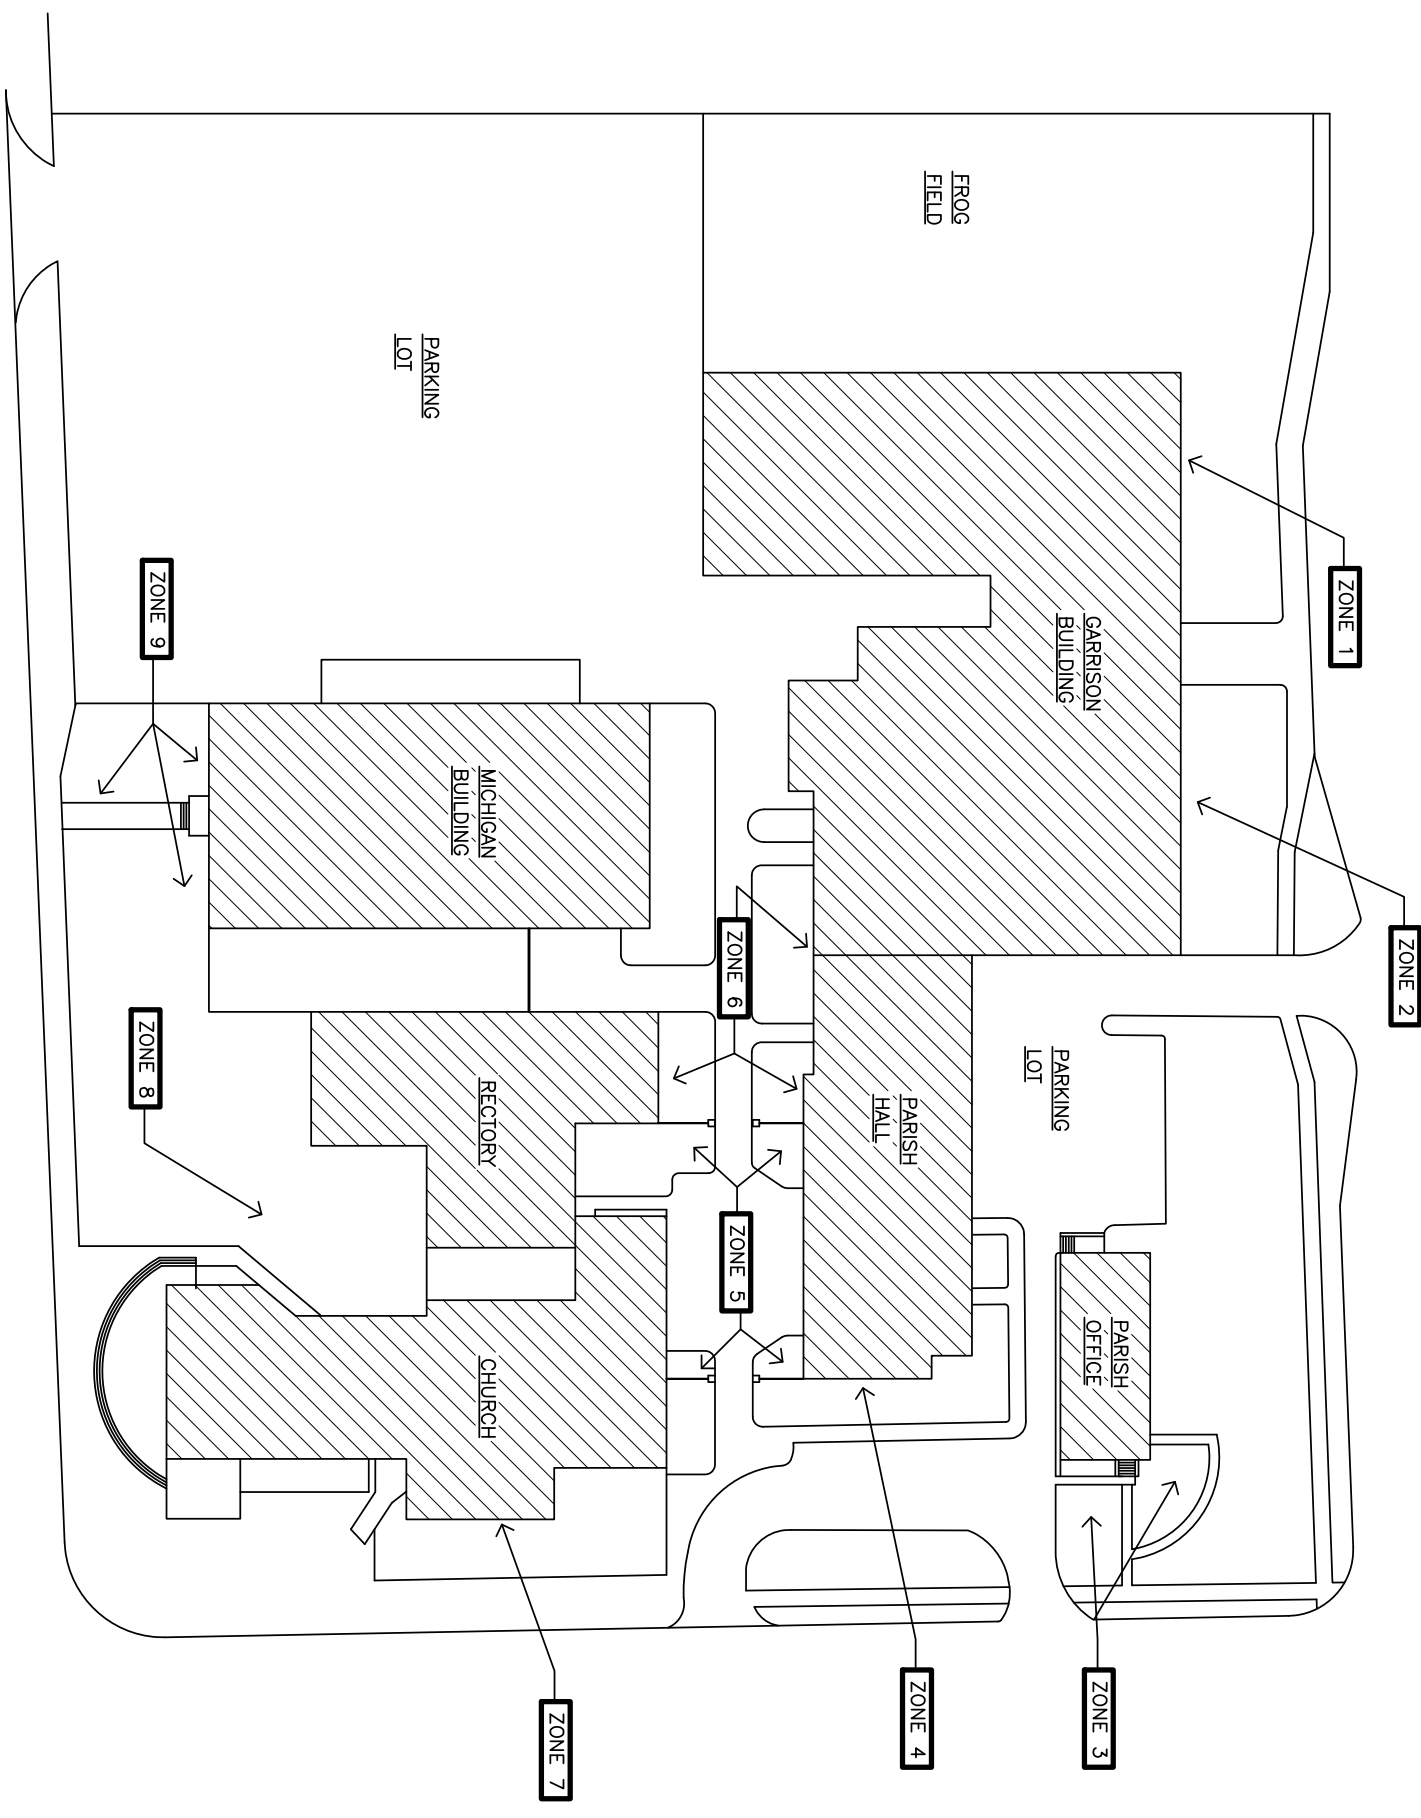 ZONE 1
ZONE 2
FROG
FIELD
GARRISON
BUILDING
PARKING
LOT
PARISH
OFFICE
ZONE 3
PARISH
HALL
ZONE 4
ZONE 6
ZONE 5
PARKING
LOT
MICHIGAN
BUILDING
RECTORY
CHURCH
ZONE 7
ZONE 9
ZONE 8